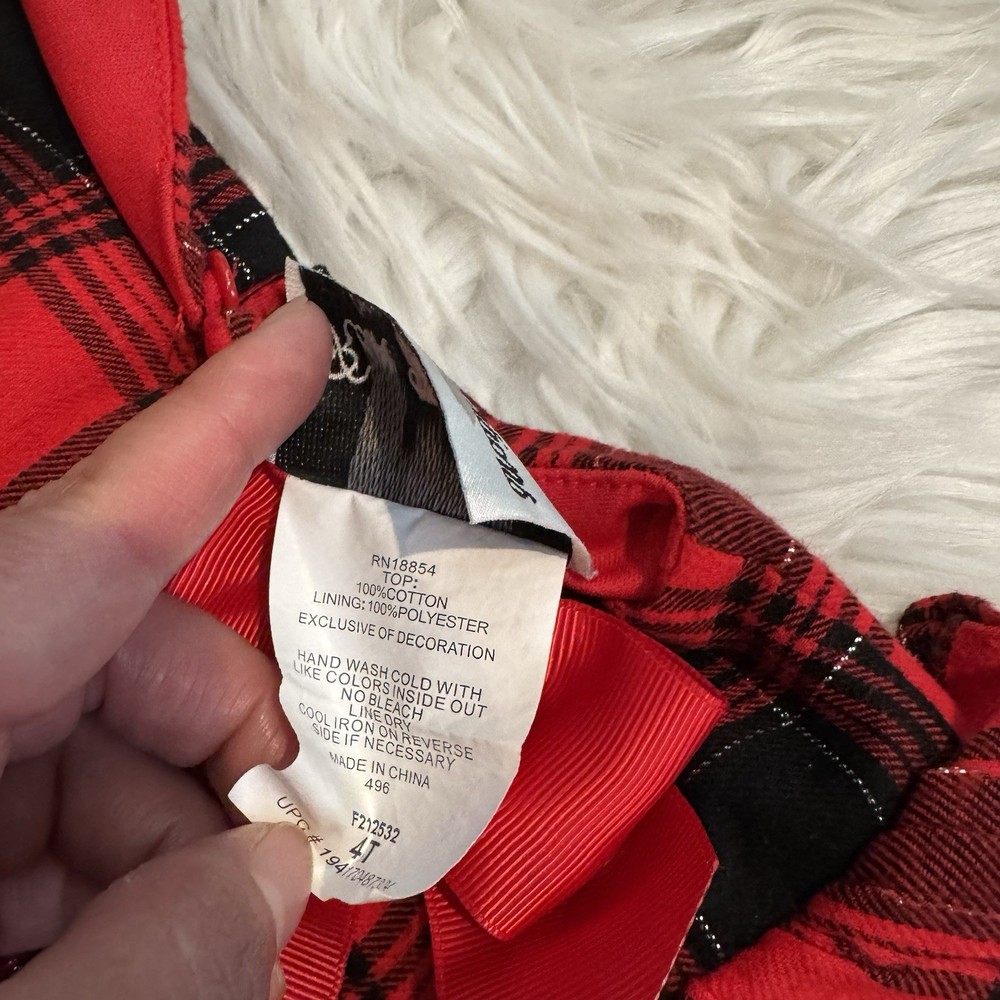 RN18854
TOP:
100%COTTON
LINING:100%POLYESTER
EXCLUSIVE OF DECORATION
HAND WASH COLD WITH
LIKE COLORS INSIDE OUT
NO BLEACH
LINE DRY
COOL IRON ON REVERSE
SIDE IF NECESSARY
MADE IN CHINA
496
F212532
4T
UPC #